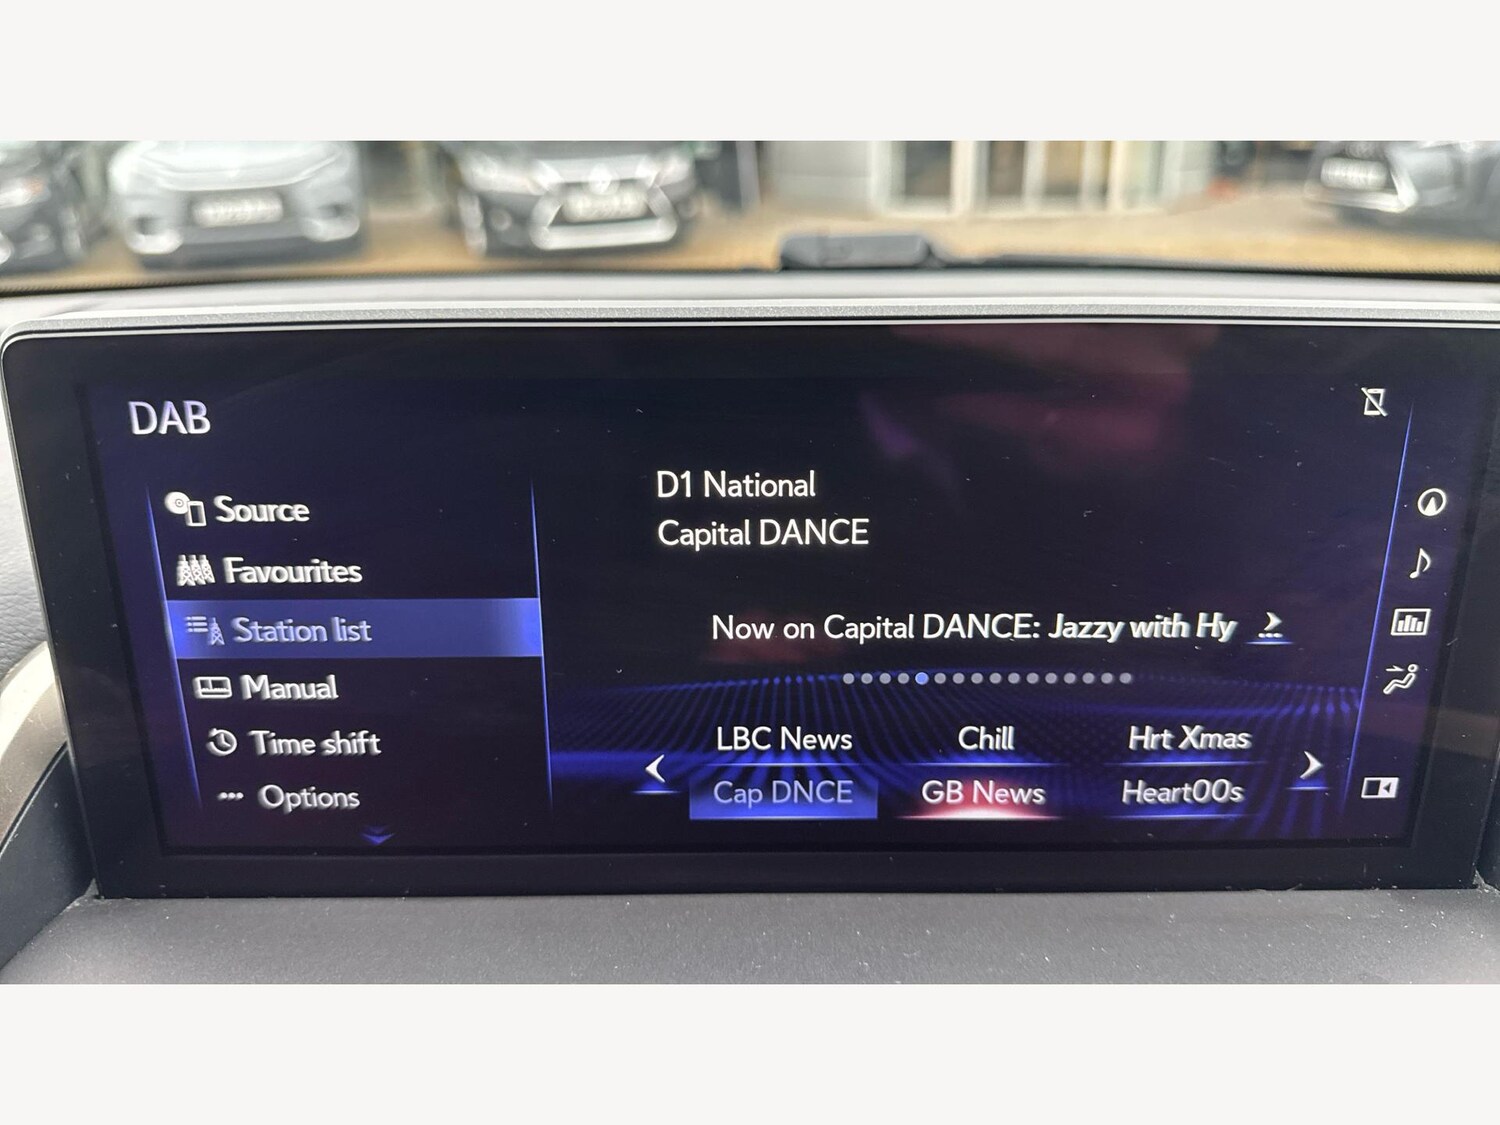 DAB
Source
Favourites
Station list
Manual
Time shift
Options
D1 National
Capital DANCE
Now on Capital DANCE: Jazzy with Hy
LBC News Chill Hrt Xmas
Cap DNCE GB News Heart00s